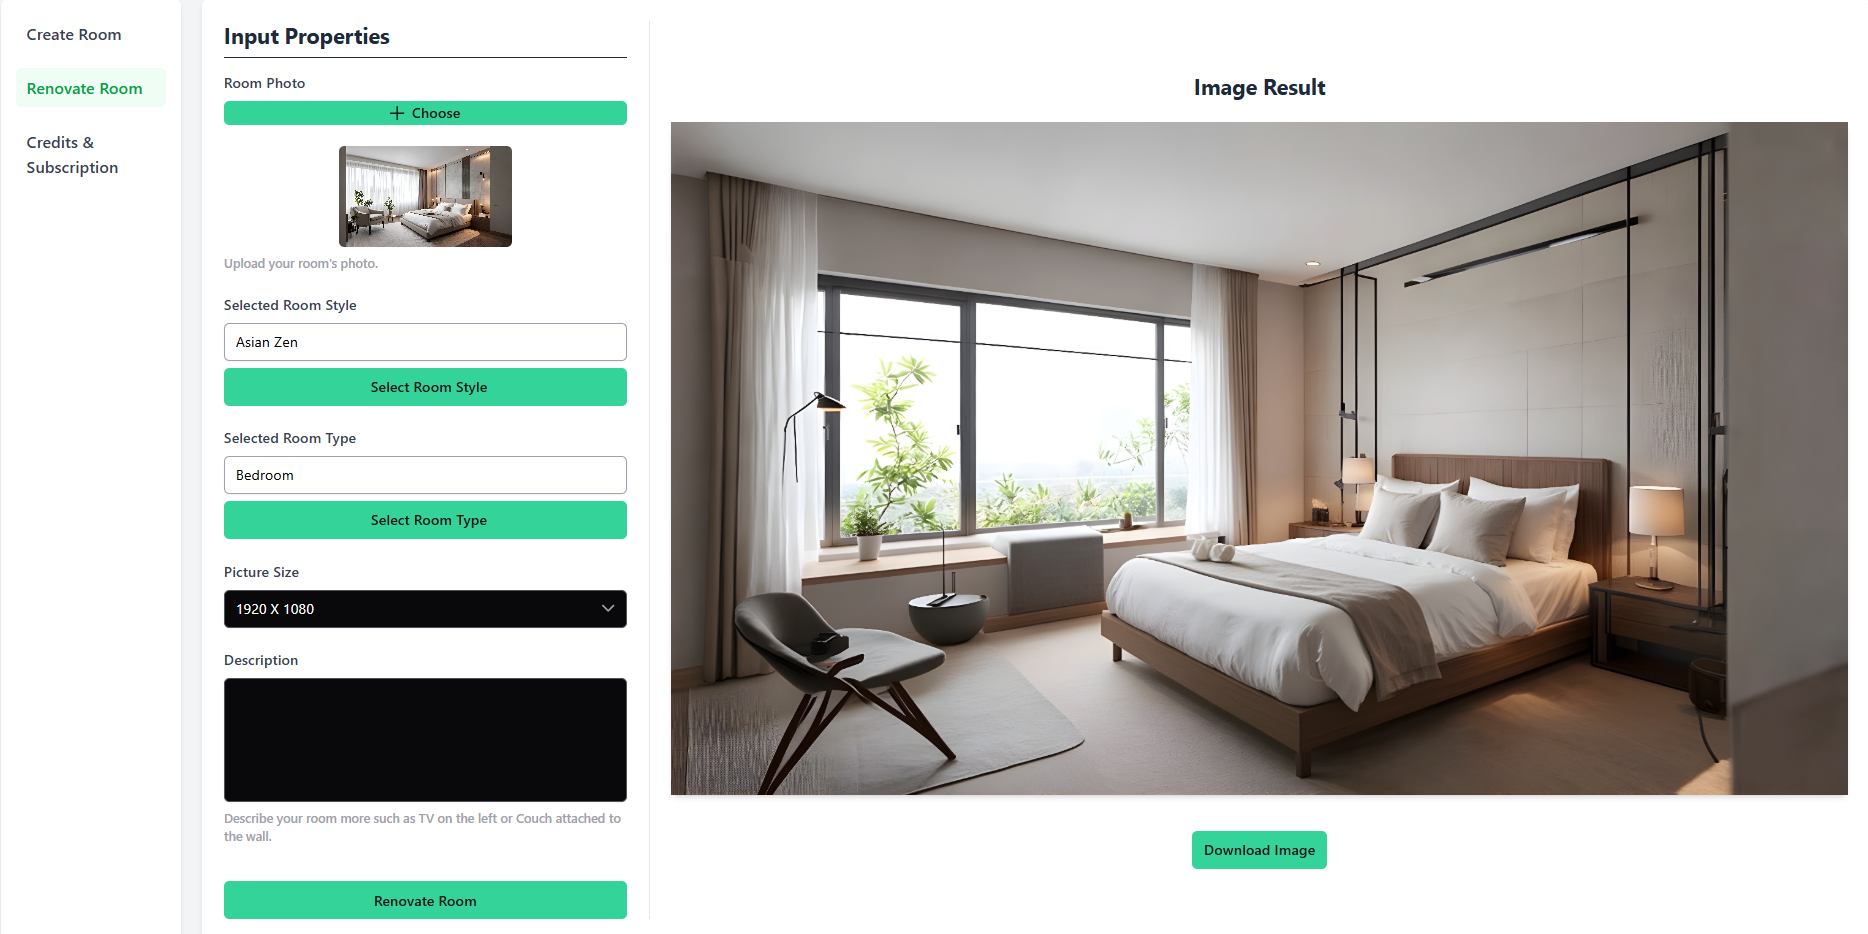 Create Room
Renovate Room
Credits &
Subscription
Input Properties
Room Photo
Choose
Upload your room's photo.
Selected Room Style
Asian Zen
Select Room Style
Selected Room Type
Bedroom
Select Room Type
Picture Size
1920 X 1080
Description
Describe your room more such as TV on the left or Couch attached to
the wall.
Renovate Room
Image Result
Download Image